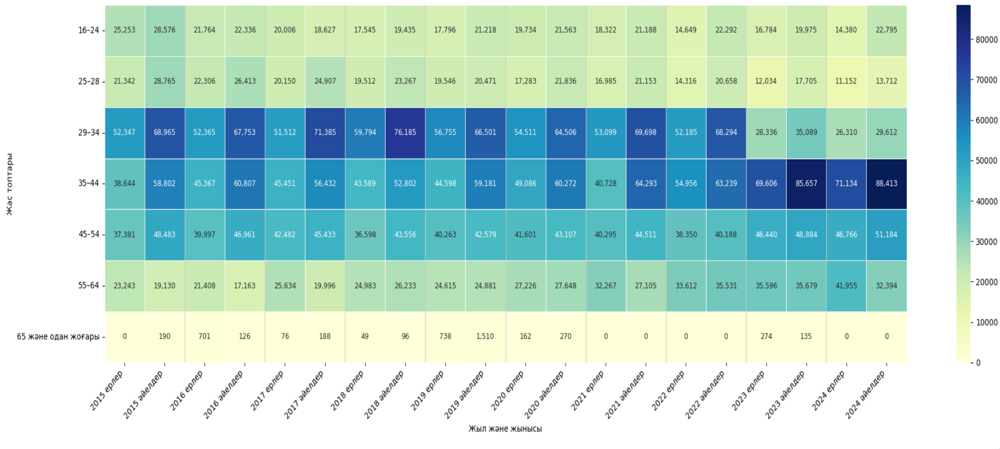 16–24 25,253 28,576 21,764 22,336 20,006 18,627 17,545 19,435 17,796 21,218 19,734 21,563 18,322 21,188 14,649 22,292 16,784 19,975 14,380 22,795
25–28 21,342 28,765 22,306 26,413 20,150 24,907 19,512 23,267 19,546 20,471 17,283 21,836 16,985 21,153 14,316 20,658 12,034 17,705 11,152 13,712
29–34 52,347 68,965 52,365 67,753 51,512 71,385 59,794 76,185 56,755 66,501 54,511 64,506 53,099 69,698 52,185 68,294 28,336 35,089 26,310 29,612
35–44 38,644 58,802 45,367 60,807 45,451 56,432 43,589 52,802 44,598 59,181 49,086 60,272 40,728 64,293 54,956 63,239 69,606 85,657 71,134 88,413
45–54 37,381 48,483 39,997 46,961 42,482 45,433 36,598 43,556 40,263 42,579 41,601 43,107 40,295 44,511 38,350 40,188 46,440 48,884 46,766 51,184
55–64 23,243 19,130 21,408 17,163 25,634 19,996 24,983 26,233 24,615 24,881 27,226 27,648 32,267 27,105 33,612 35,531 35,596 35,679 41,955 32,394
65 және одан жоғары 0 190 701 126 76 188 49 96 738 1,510 162 270 0 0 0 0 274 135 0 0
2015 ерлер 2015 әйелдер 2016 ерлер 2016 әйелдер 2017 ерлер 2017 әйелдер 2018 ерлер 2018 әйелдер 2019 ерлер 2019 әйелдер 2020 ерлер 2020 әйелдер 2021 ерлер 2021 әйелдер 2022 ерлер 2022 әйелдер 2023 ерлер 2023 әйелдер 2024 ерлер 2024 әйелдер
Жыл және жынысы
Жас топтары
80000
70000
60000
50000
40000
30000
20000
10000
0